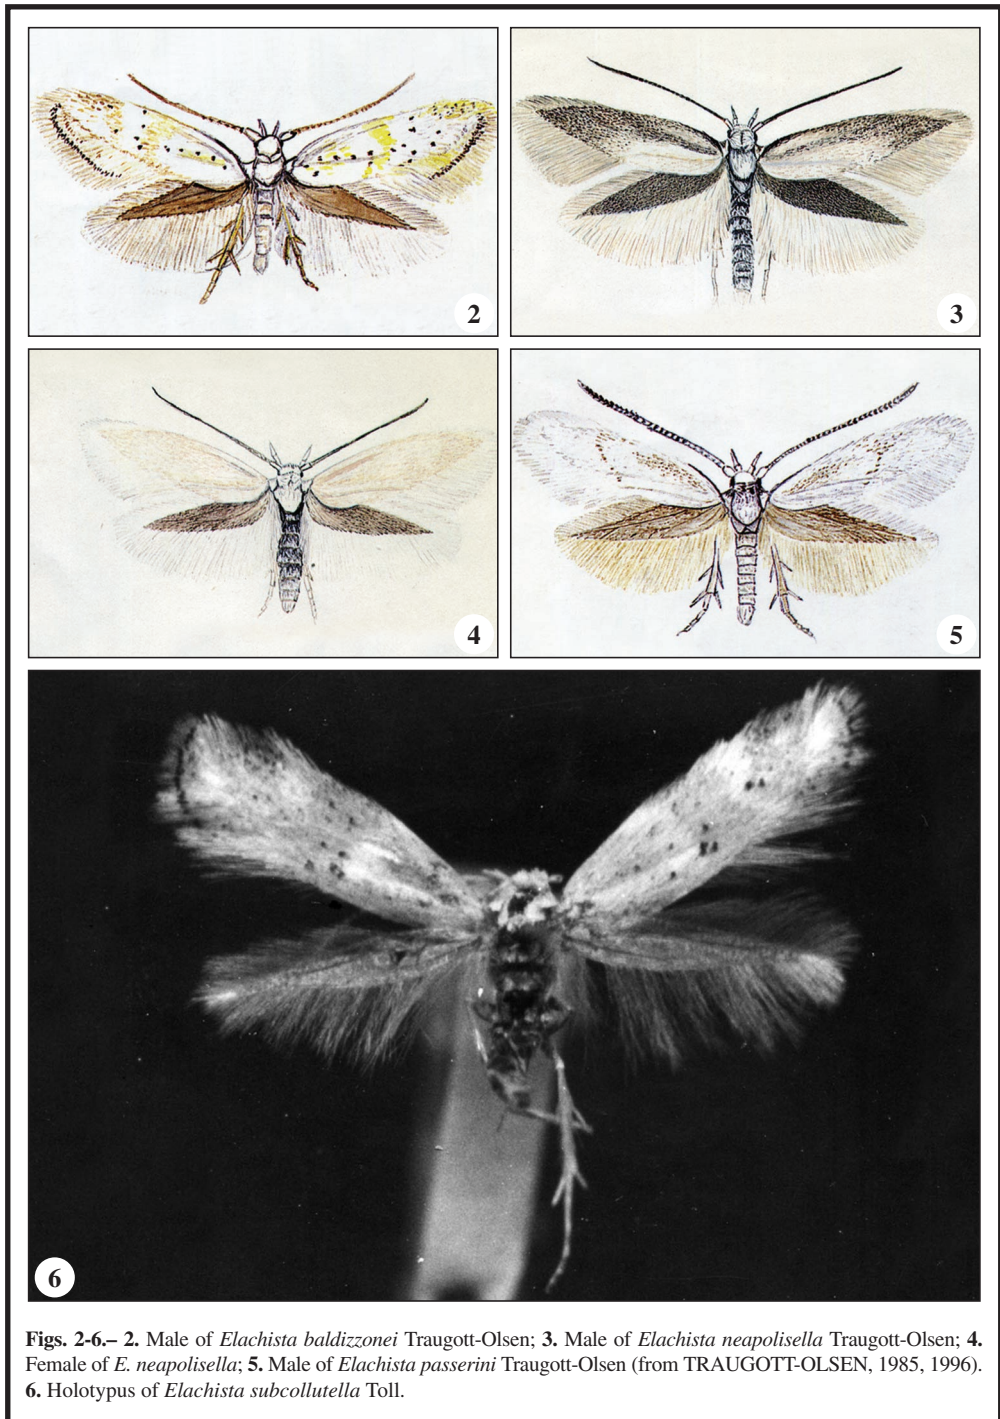 2
3
4
5
6
Figs. 2-6.– 2. Male of Elachista baldizzonei Traugott-Olsen; 3. Male of Elachista neapolisella Traugott-Olsen; 4.
Female of E. neapolisella; 5. Male of Elachista passerini Traugott-Olsen (from TRAUGOTT-OLSEN, 1985, 1996).
6. Holotypus of Elachista subcollutella Toll.